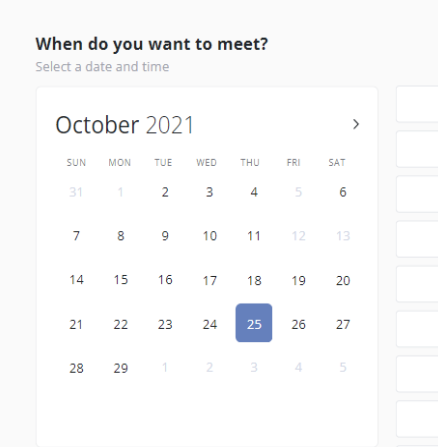 When do you want to meet?
Select a date and time
October 2021
SUN MON TUE WED THU FRI SAT
31 1 2 3 4 5 6
7 8 9 10 11 12 13
14 15 16 17 18 19 20
21 22 23 24 25 26 27
28 29 1 2 3 4 5